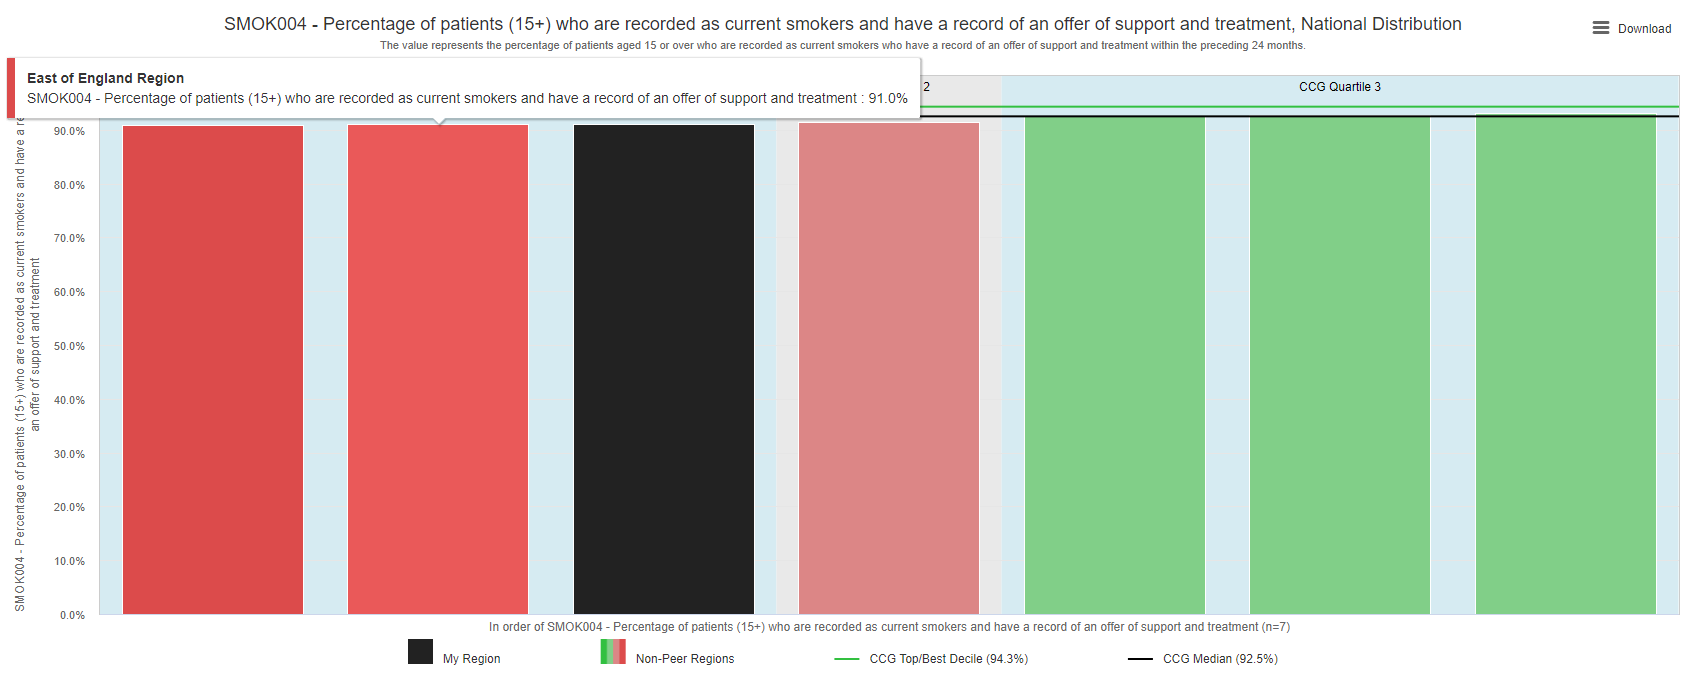 SMOK004 - Percentage of patients (15+) who are recorded as current smokers and have a record of an offer of support and treatment, National Distribution
The value represents the percentage of patients aged 15 or over who are recorded as current smokers who have a record of an offer of support and treatment within the preceding 24 months.
Download
East of England Region
SMOK004 - Percentage of patients (15+) who are recorded as current smokers and have a record of an offer of support and treatment : 91.0%
2
CCG Quartile 3
90.0%
80.0%
70.0%
60.0%
50.0%
40.0%
30.0%
20.0%
10.0%
0.0%
SMOK004 - Percentage of patients (15+) who are recorded as current smokers and have a
an offer of support and treatment
In order of SMOK004 - Percentage of patients (15+) who are recorded as current smokers and have a record of an offer of support and treatment (n=7)
My Region
Non-Peer Regions
CCG Top/Best Decile (94.3%)
CCG Median (92.5%)